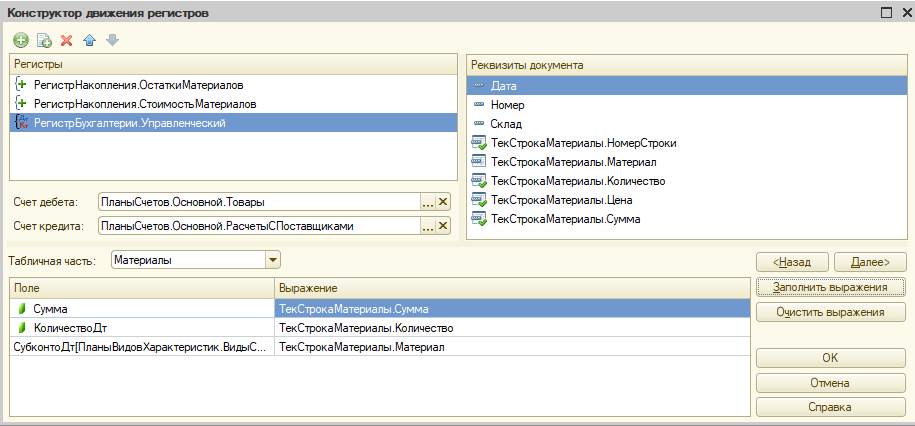 Конструктор движения регистров
Регистры
РегистрНакопления.ОстаткиМатериалов
РегистрНакопления.СтоимостьМатериалов
РегистрБухгалтерии.Управленческий
Реквизиты документа
Дата
Номер
Склад
ТекСтрокаМатериалы.НомерСтроки
ТекСтрокаМатериалы.Материал
ТекСтрокаМатериалы.Количество
ТекСтрокаМатериалы.Цена
ТекСтрокаМатериалы.Сумма
Счет дебета: ПланыСчетов.Основной.Товары ...
Счет кредита: ПланыСчетов.Основной.РасчетыСПоставщиками ...
Табличная часть: Материалы
<Назад Далее>
Поле Выражение
Сумма ТекСтрокаМатериалы.Сумма
КоличествоДт ТекСтрокаМатериалы.Количество
СубконтоДт[ПланыВидовХарактеристик.ВидыС... ТекСтрокаМатериалы.Материал
Заполнить выражения
Очистить выражения
OK
Отмена
Справка